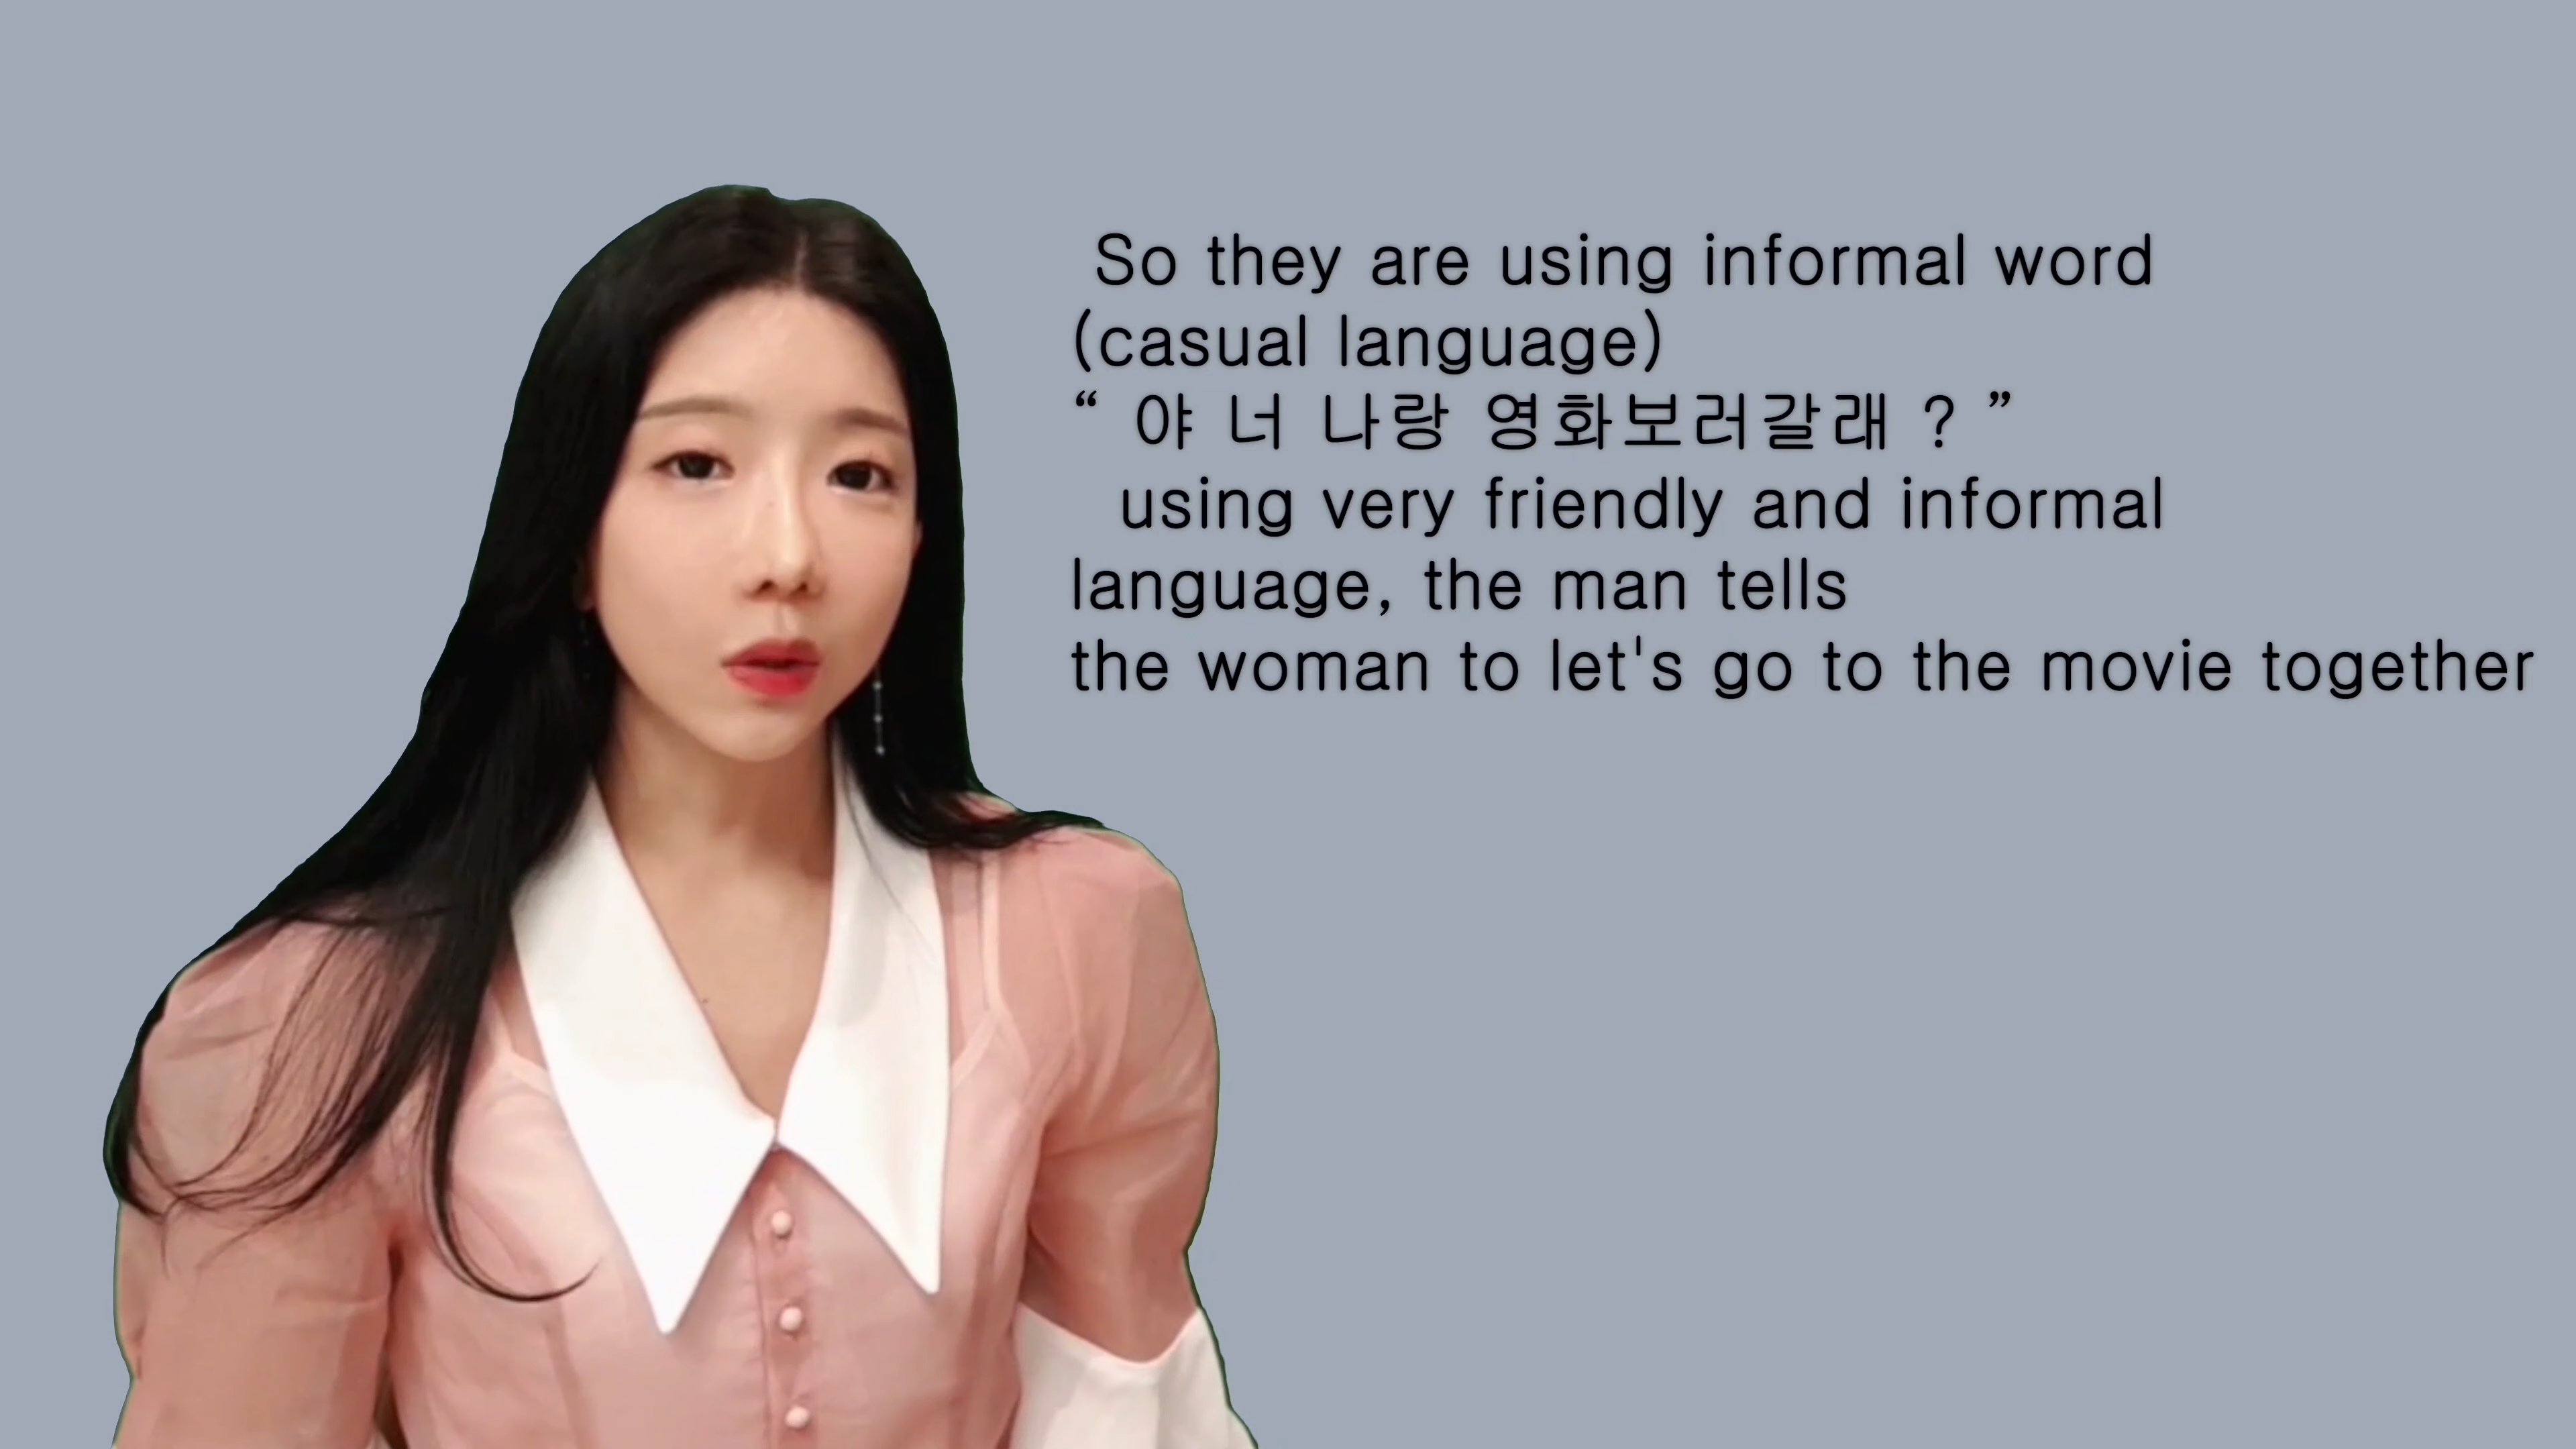 So they are using informal word
(casual language)
“ 야 너 나랑 영화보러갈래 ? ”
using very friendly and informal
language, the man tells
the woman to let's go to the movie together